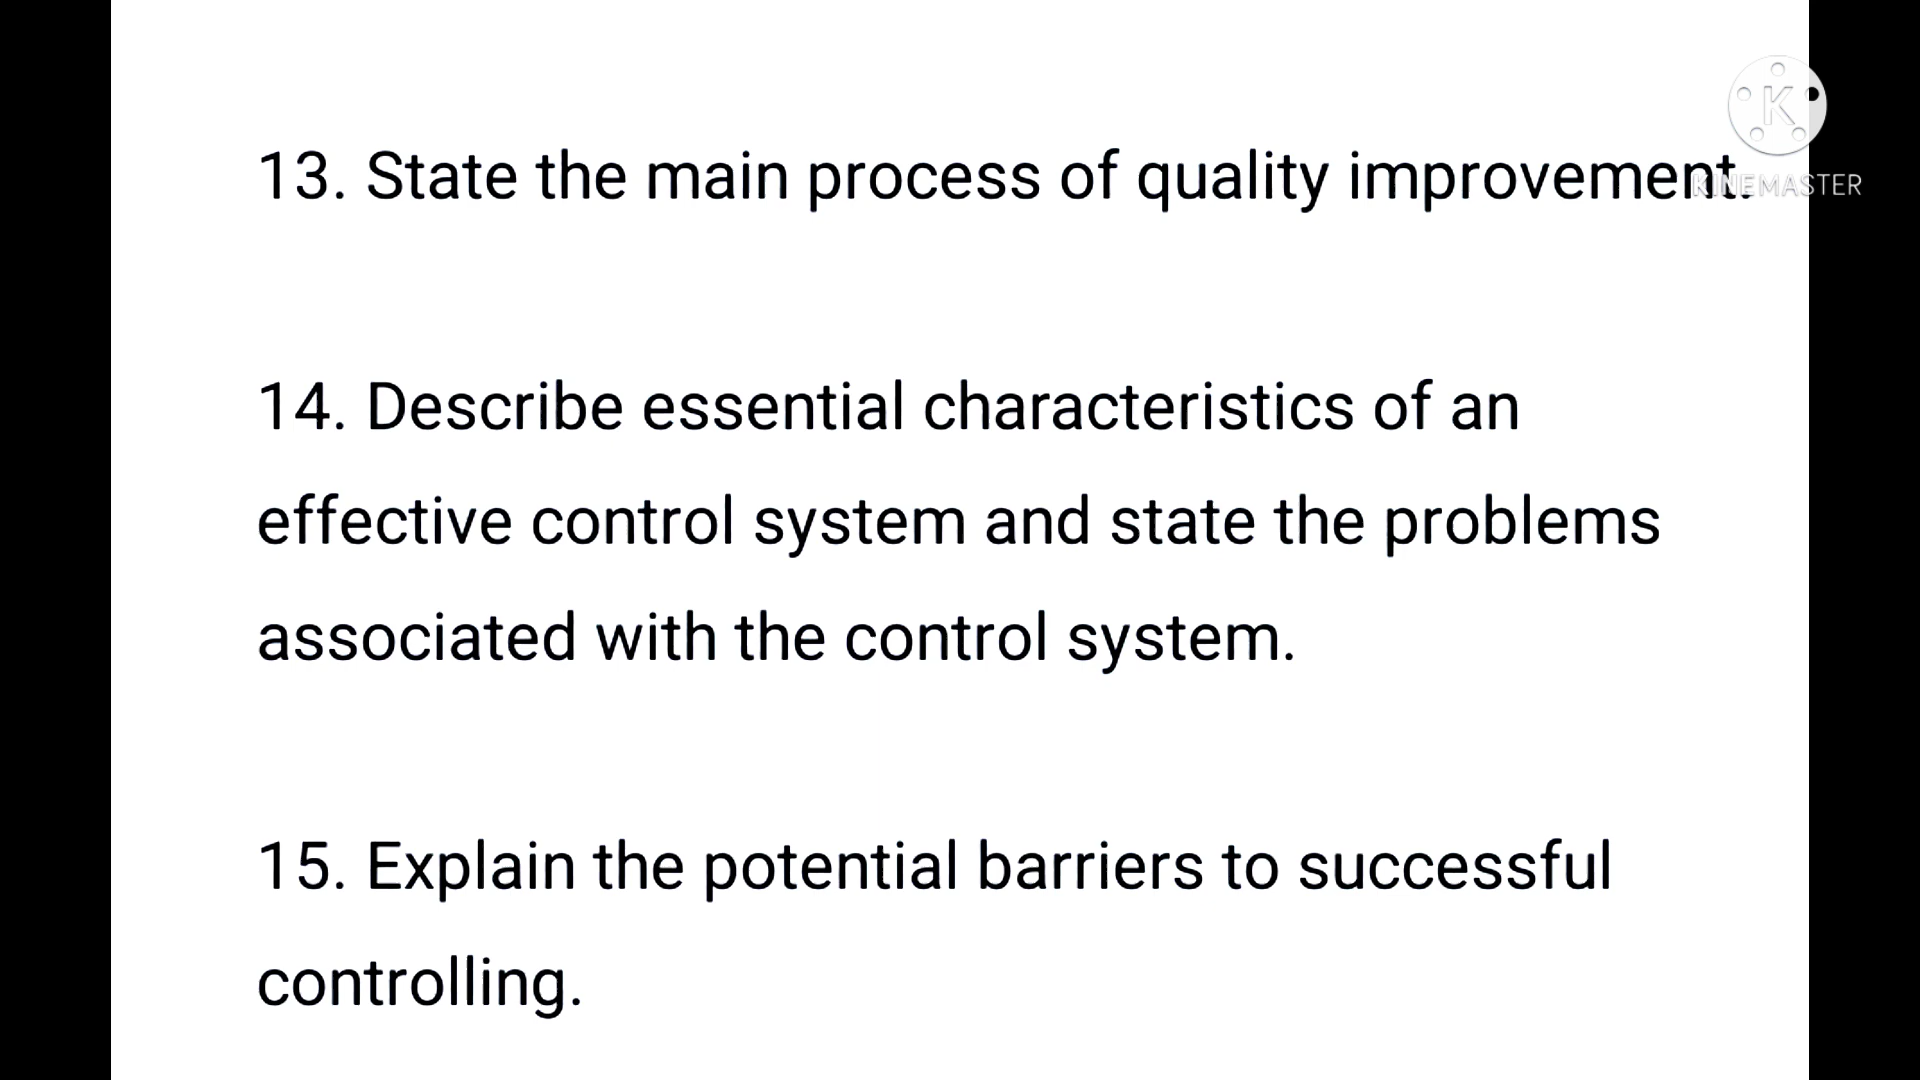 13. State the main process of quality improvement.
KINEMASTER
14. Describe essential characteristics of an
effective control system and state the problems
associated with the control system.
15. Explain the potential barriers to successful
controlling.